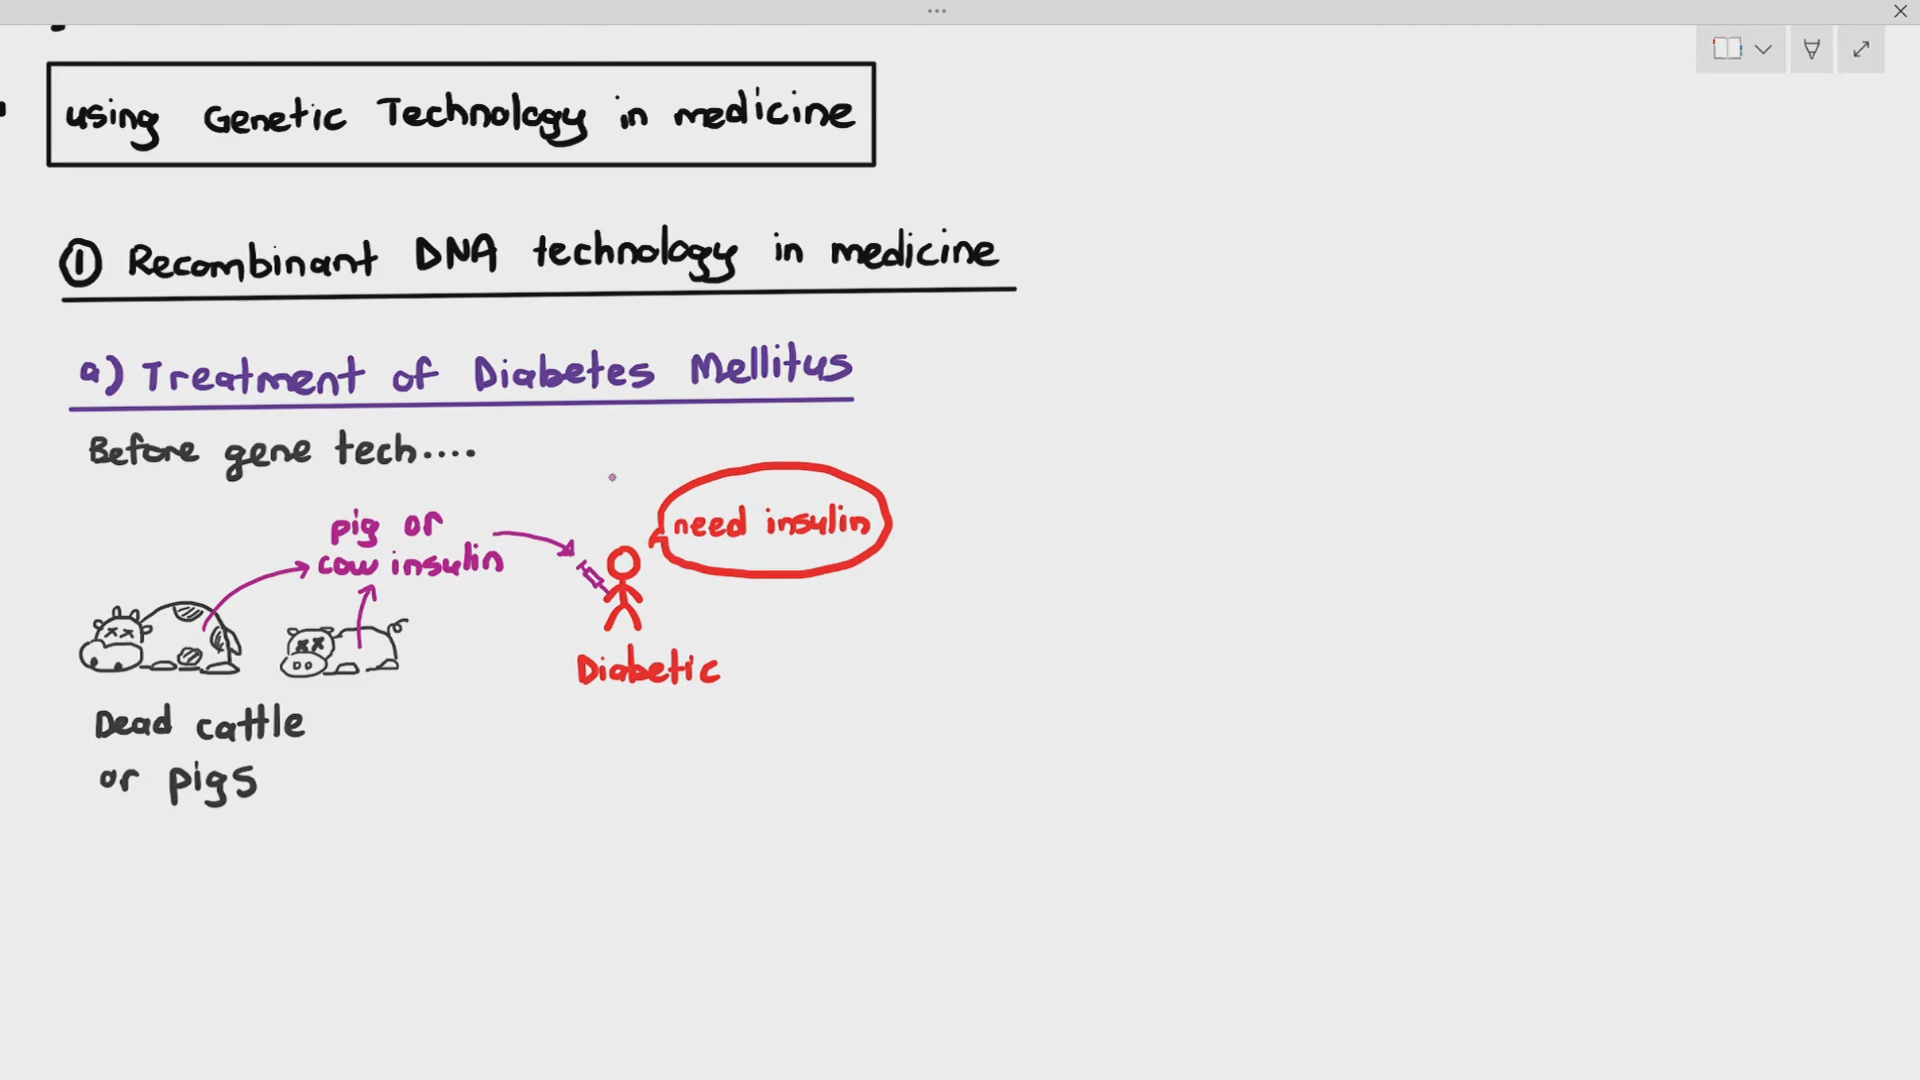 using Genetic Technology in medicine
① Recombinant DNA technology in medicine
a) Treatment of Diabetes Mellitus
Before gene tech....
need insulin
pig or
cow insulin
Diabetic
Dead cattle
or pigs